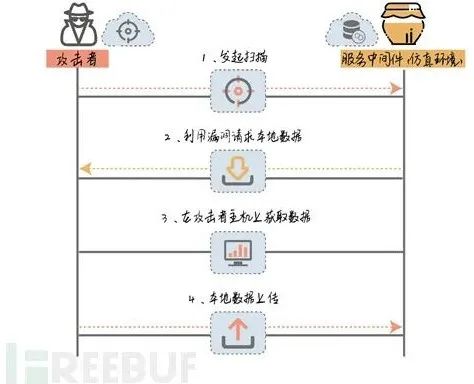 攻击者
服务中间件(仿真环境)
1、发起扫描
2、利用漏洞请求本地数据
3、在攻击者主机上获取数据
4、本地数据上传
FREEBUF